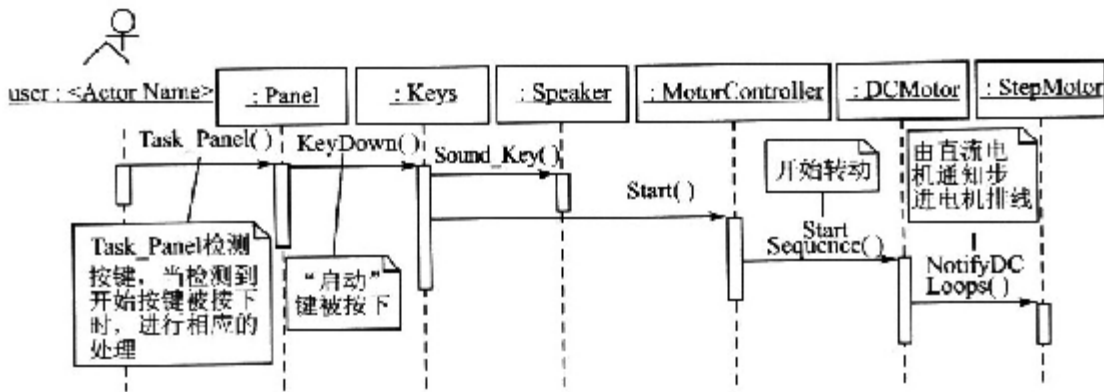 user : <Actor Name>
: Panel
: Keys
: Speaker
: MotorController
: DCMotor
: StepMotor
Task_Panel( )
KeyDown( )
Sound_Key( )
Start( )
开始转动
由直流电
机通知步
进电机排线
Start
Sequence( )
NotifyDC
Loops( )
Task_Panel检测
按键，当检测到
开始按键被按下
时，进行相应的
处理
“启动”
键被按下